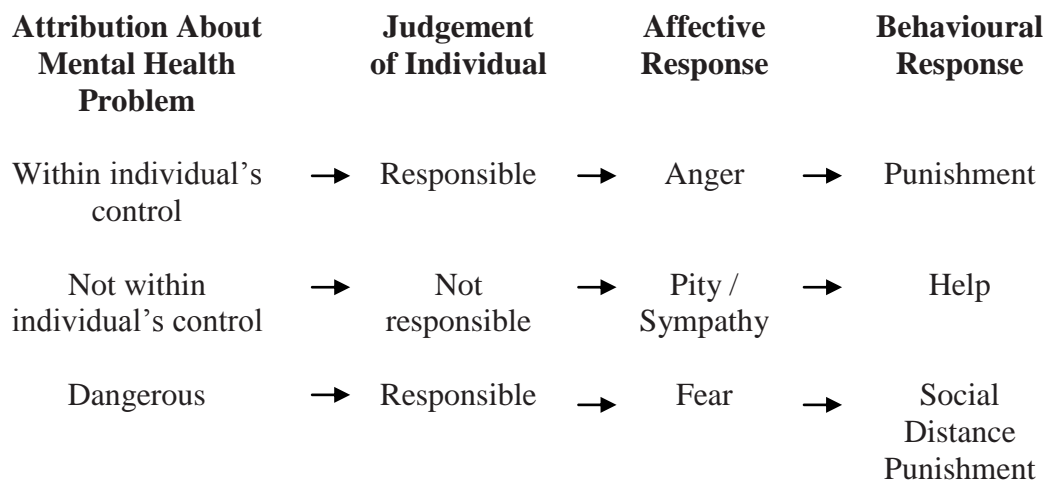 Attribution About Mental Health Problem
Judgement of Individual
Affective Response
Behavioural Response
Within individual's control → Responsible → Anger → Punishment
Not within individual's control → Not responsible → Pity / Sympathy → Help
Dangerous → Responsible → Fear → Social Distance Punishment